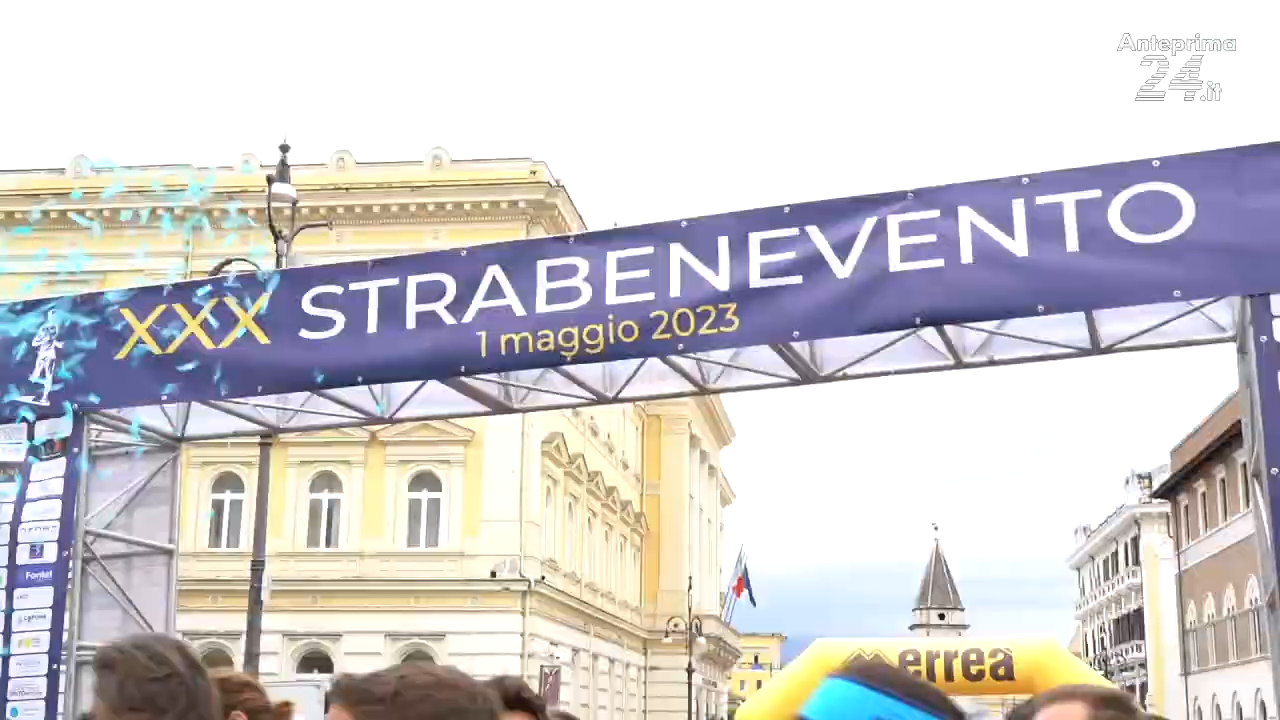 Anteprima
24.it
XXX STRABENEVENTO
1 maggio 2023
Fontel
errea